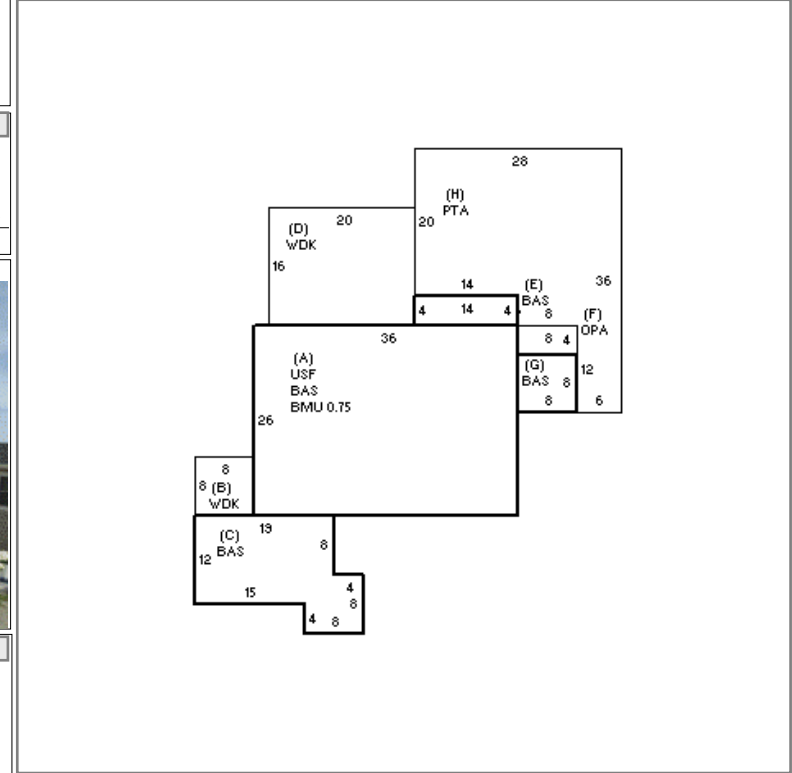 28
(H)
PTA
20
20
(D)
WDK
16
14
(E)
BAS
36
4
14
4
8
(F)
OPA
36
8
4
(A)
USF
BAS
BMU 0.75
(G)
BAS
8
12
8
6
26
8
8
(B)
WDK
19
(C)
BAS
8
12
15
4
8
4
8